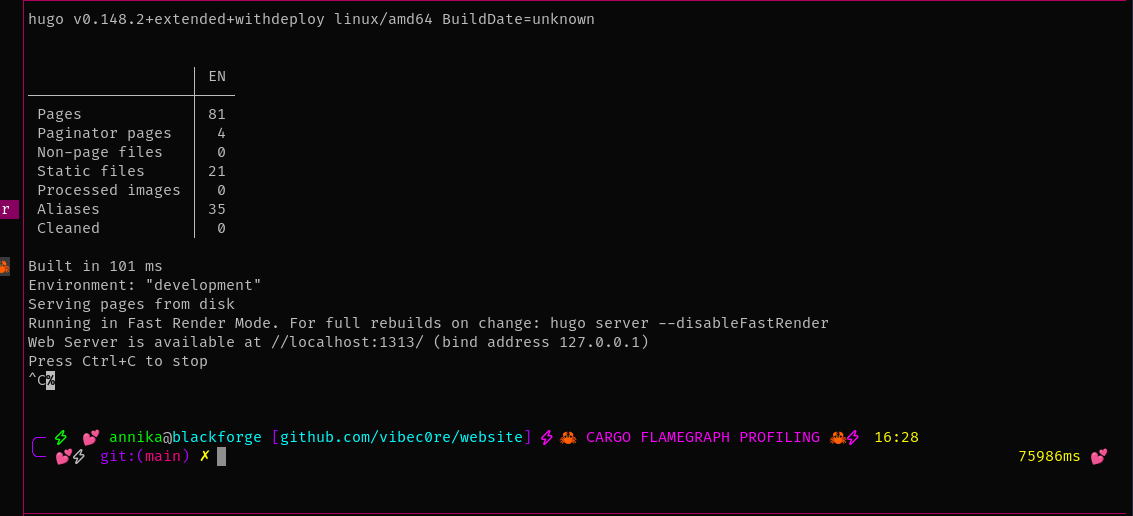 hugo v0.148.2+extended+withdeploy linux/amd64 BuildDate=unknown
EN
Pages 81
Paginator pages 4
Non-page files 0
Static files 21
Processed images 0
r
Aliases 35
Cleaned 0
Built in 101 ms
Environment: "development"
Serving pages from disk
Running in Fast Render Mode. For full rebuilds on change: hugo server --disableFastRender
Web Server is available at //localhost:1313/ (bind address 127.0.0.1)
Press Ctrl+C to stop
^C%
⚡ 💕 annika@blackforge [github.com/vibec0re/website] ⚡🦀 CARGO FLAMEGRAPH PROFILING 🦀⚡ 16:28
💕⚡ git:(main) ✗ 75986ms 💕